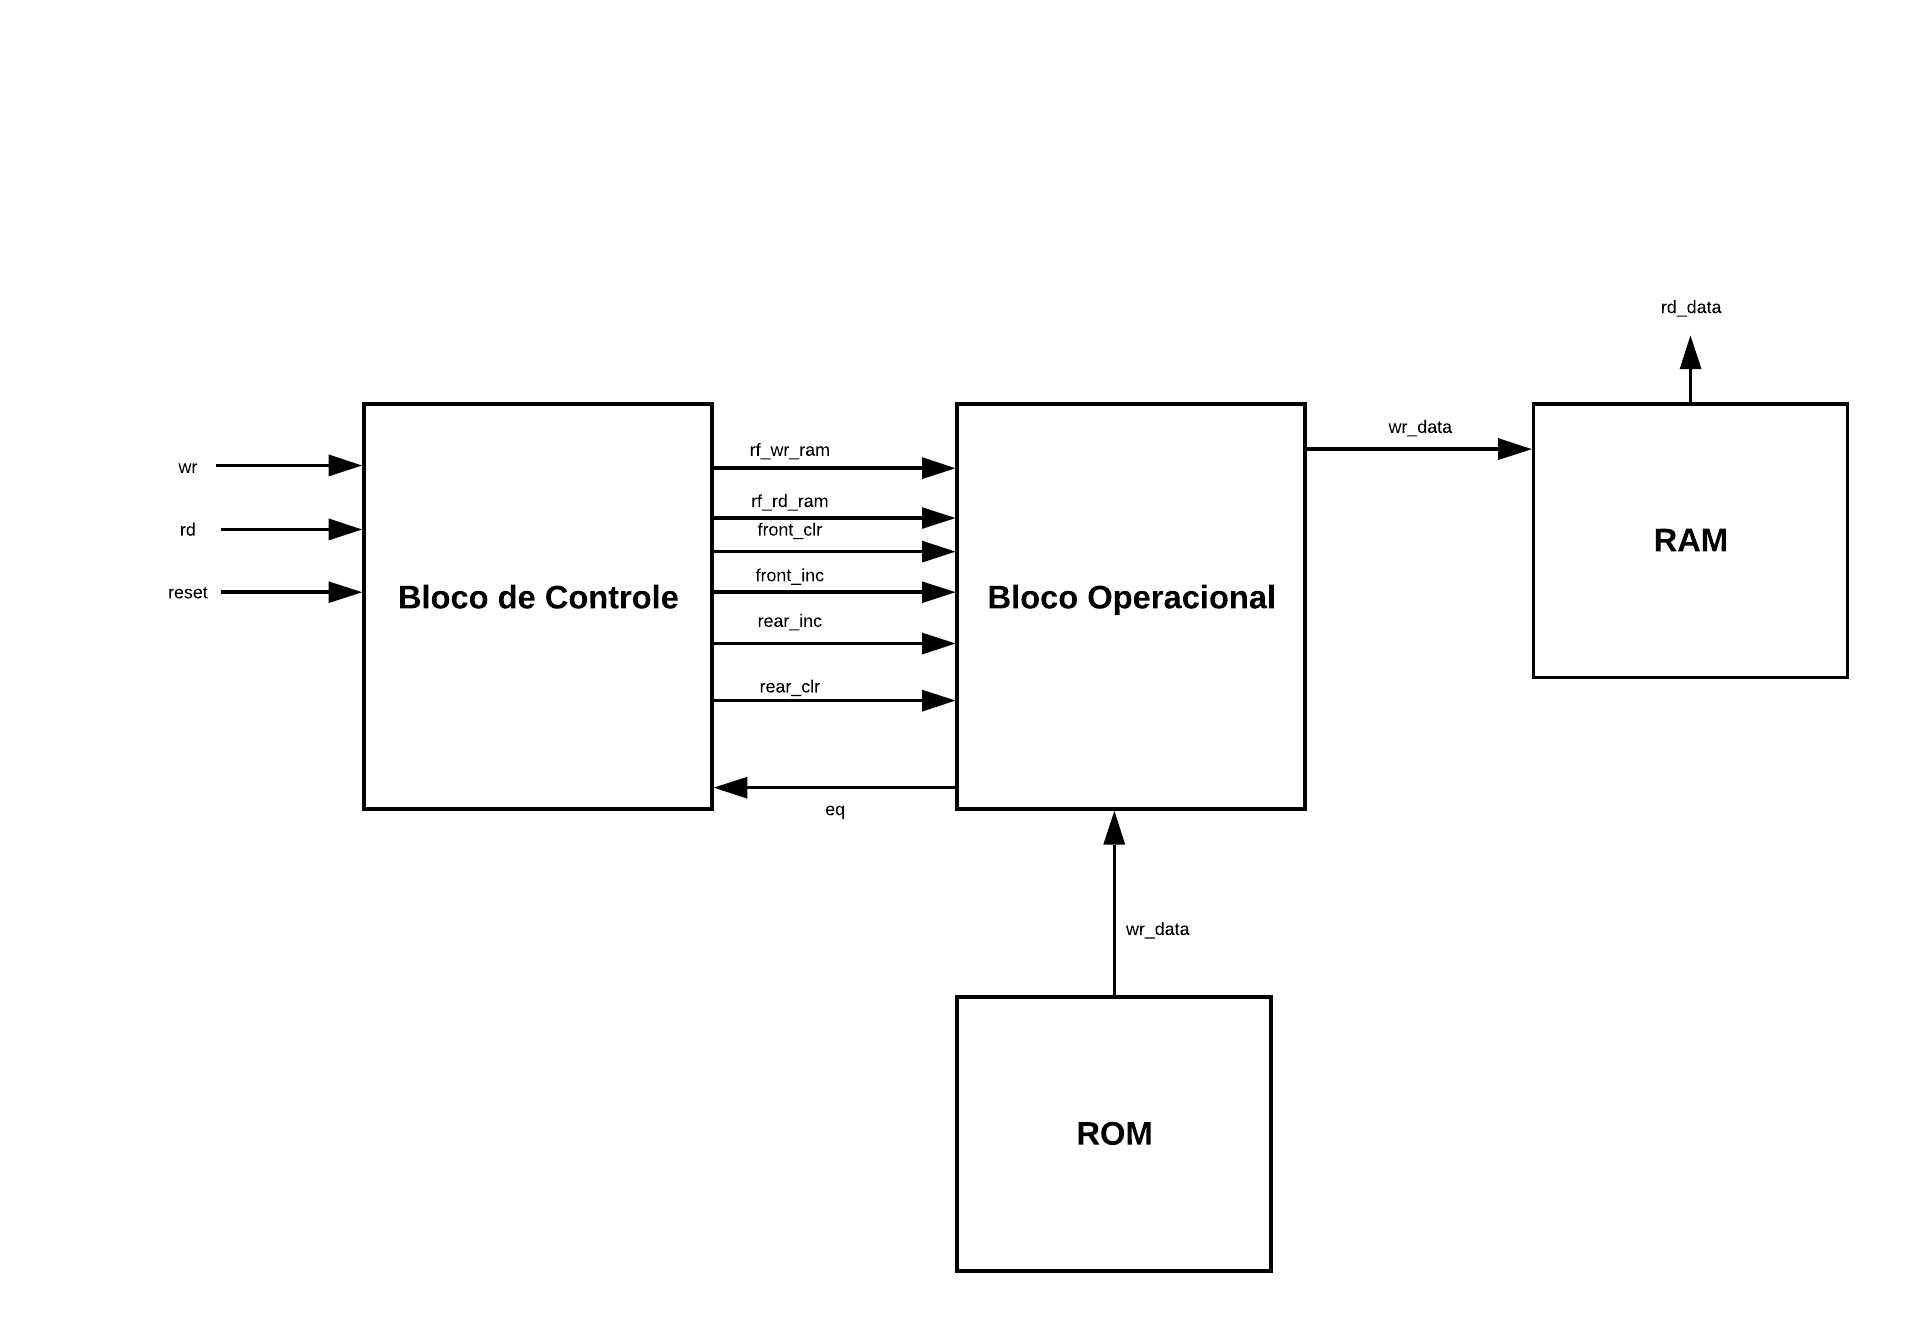 rd_data
wr_data
rf_wr_ram
wr
rf_rd_ram
rd
front_clr
RAM
front_inc
reset
Bloco de Controle
Bloco Operacional
rear_inc
rear_clr
eq
wr_data
ROM